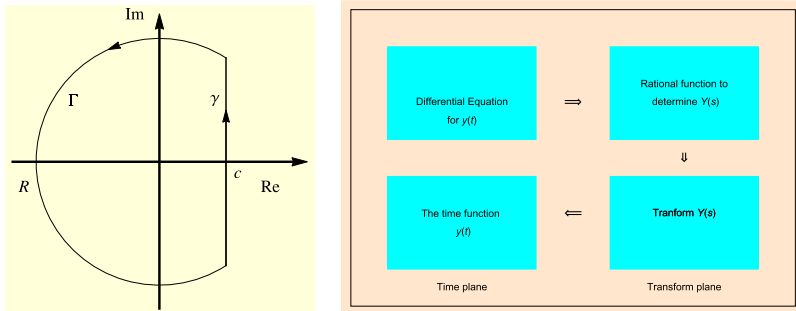 Im
Γ
γ
R
c
Re
Differential Equation
for y(t)
⟹
Rational function to
determine Y(s)
⇓
The time function
y(t)
⟸
Tranform Y(s)
Time plane
Transform plane